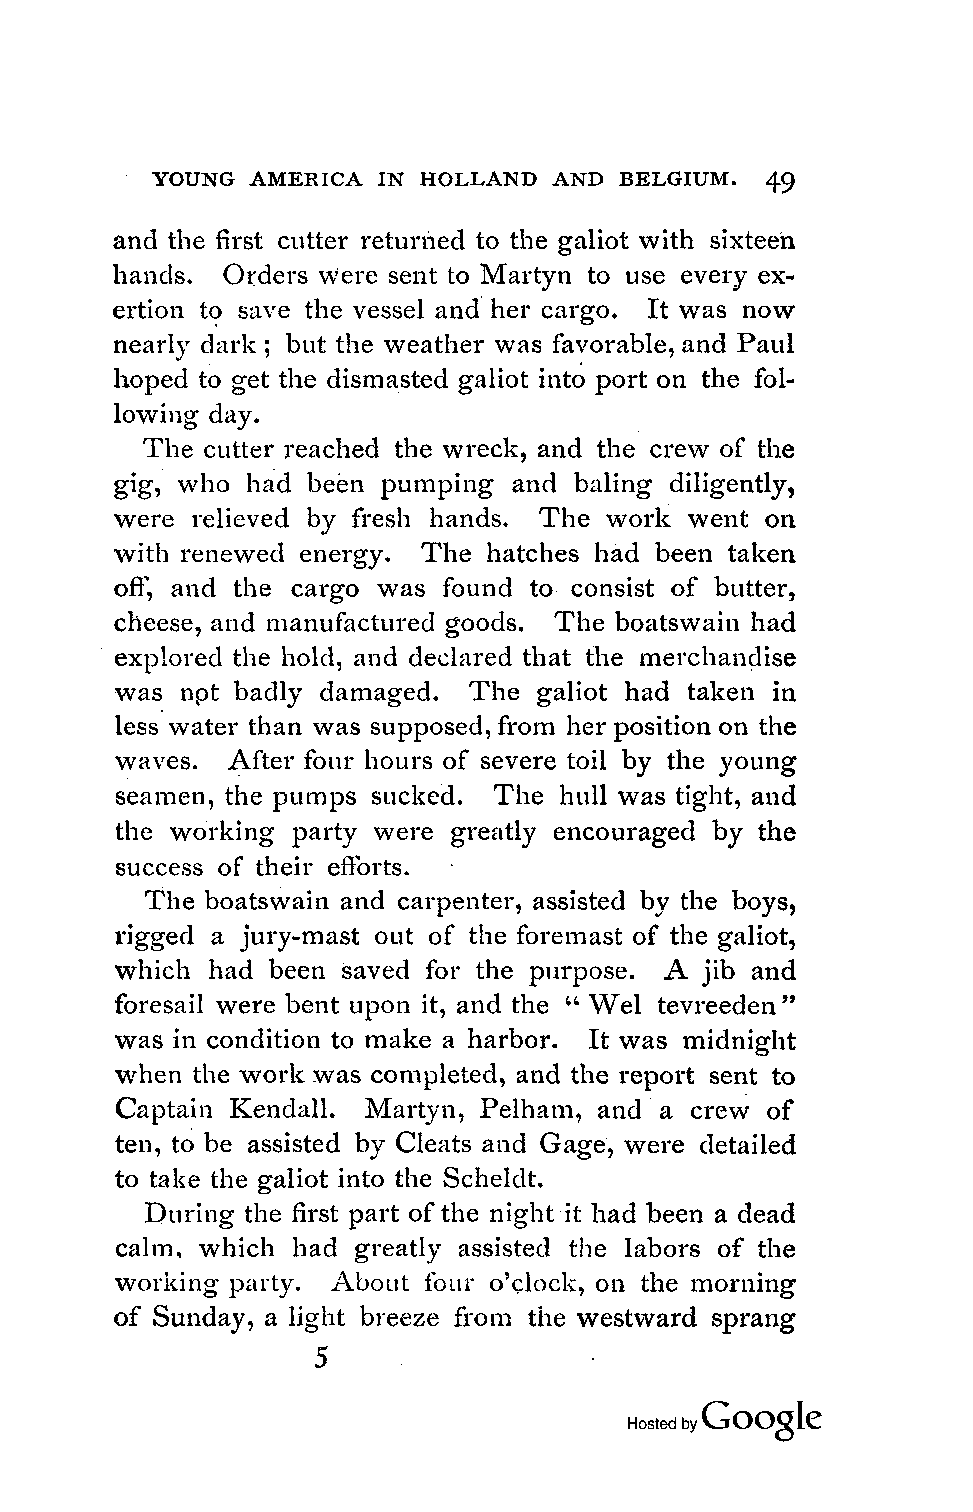 YOUNG AMERICA IN HOLLAND AND BELGIUM. 49
and the first cutter returned to the galiot with sixteen
hands. Orders were sent to Martyn to use every ex-
ertion to save the vessel and her cargo. It was now
nearly dark; but the weather was favorable, and Paul
hoped to get the dismasted galiot into port on the fol-
lowing day.
The cutter reached the wreck, and the crew of the
gig, who had been pumping and baling diligently,
were relieved by fresh hands. The work went on
with renewed energy. The hatches had been taken
off, and the cargo was found to consist of butter,
cheese, and manufactured goods. The boatswain had
explored the hold, and declared that the merchandise
was not badly damaged. The galiot had taken in
less water than was supposed, from her position on the
waves. After four hours of severe toil by the young
seamen, the pumps sucked. The hull was tight, and
the working party were greatly encouraged by the
success of their efforts.
The boatswain and carpenter, assisted by the boys,
rigged a jury-mast out of the foremast of the galiot,
which had been saved for the purpose. A jib and
foresail were bent upon it, and the “Wel tevreeden”
was in condition to make a harbor. It was midnight
when the work was completed, and the report sent to
Captain Kendall. Martyn, Pelham, and a crew of
ten, to be assisted by Cleats and Gage, were detailed
to take the galiot into the Scheldt.
During the first part of the night it had been a dead
calm, which had greatly assisted the labors of the
working party. About four o'clock, on the morning
of Sunday, a light breeze from the westward sprang
5
Hosted by Google